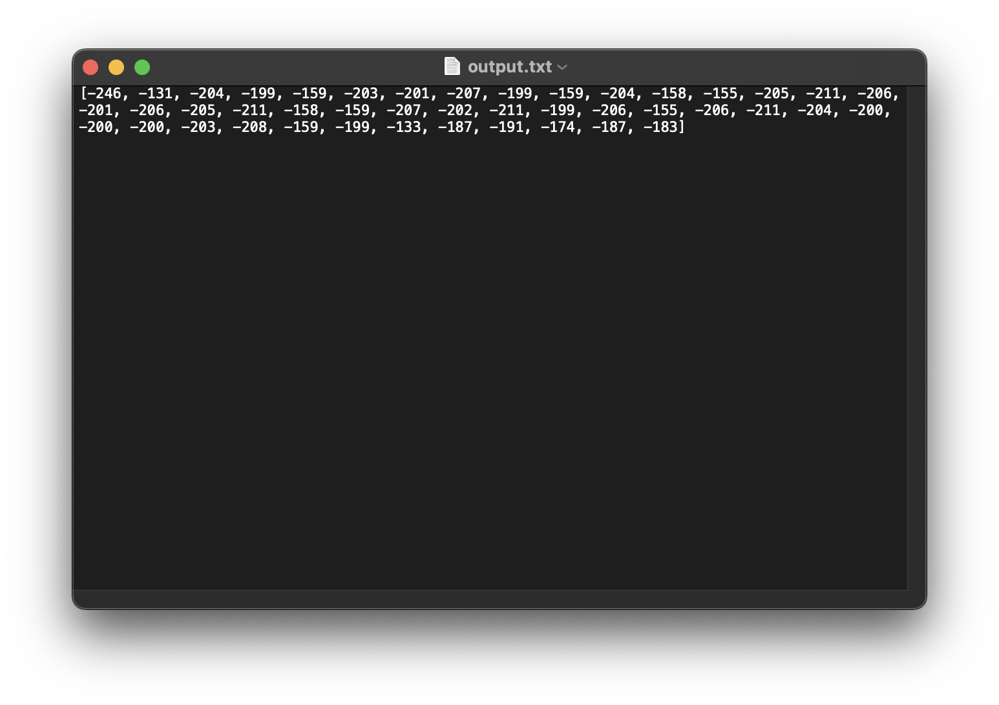 output.txt
[-246, -131, -204, -199, -159, -203, -201, -207, -199, -159, -204, -158, -155, -205, -211, -206,
-201, -206, -205, -211, -158, -159, -207, -202, -211, -199, -206, -155, -206, -211, -204, -200,
-200, -200, -203, -208, -159, -199, -133, -187, -191, -174, -187, -183]